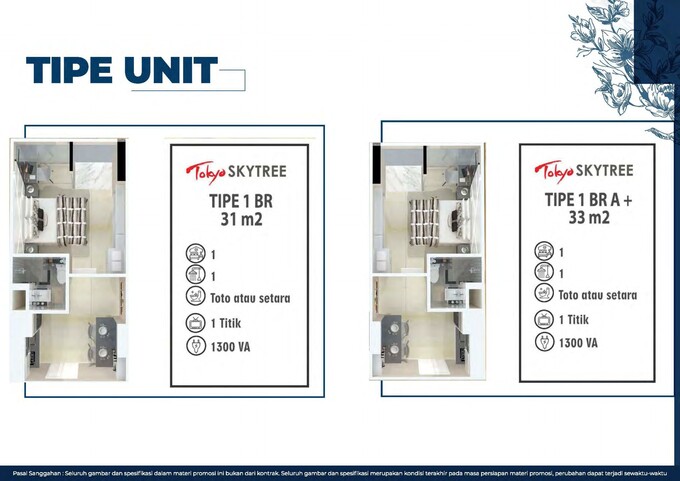 TIPE UNIT
Tokyo SKYTREE
TIPE 1 BR
31 m2
1
1
Toto atau setara
1 Titik
1300 VA
Tokyo SKYTREE
TIPE 1 BR A +
33 m2
1
1
Toto atau setara
1 Titik
1300 VA
Pasal Sanggahan : Seluruh gambar dan spesifikasi dalam materi promosi ini bukan dari kontrak. Seluruh gambar dan spesifikasi merupakan kondisi terakhir pada masa persiapan materi promosi, perubahan dapat terjadi sewaktu-waktu